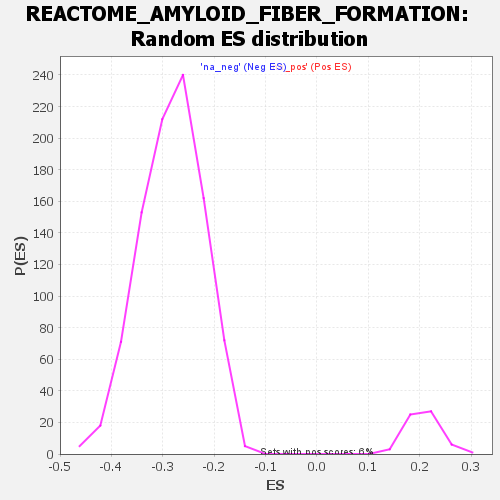 REACTOME_AMYLOID_FIBER_FORMATION:
Random ES distribution
'na_neg' (Neg ES)_pos' (Pos ES)
240
220
200
180
160
140
120
100
80
60
40
20
0
P(ES)
Sets with pos scores: 6%
-0.5 -0.4 -0.3 -0.2 -0.1 0.0 0.1 0.2 0.3
ES